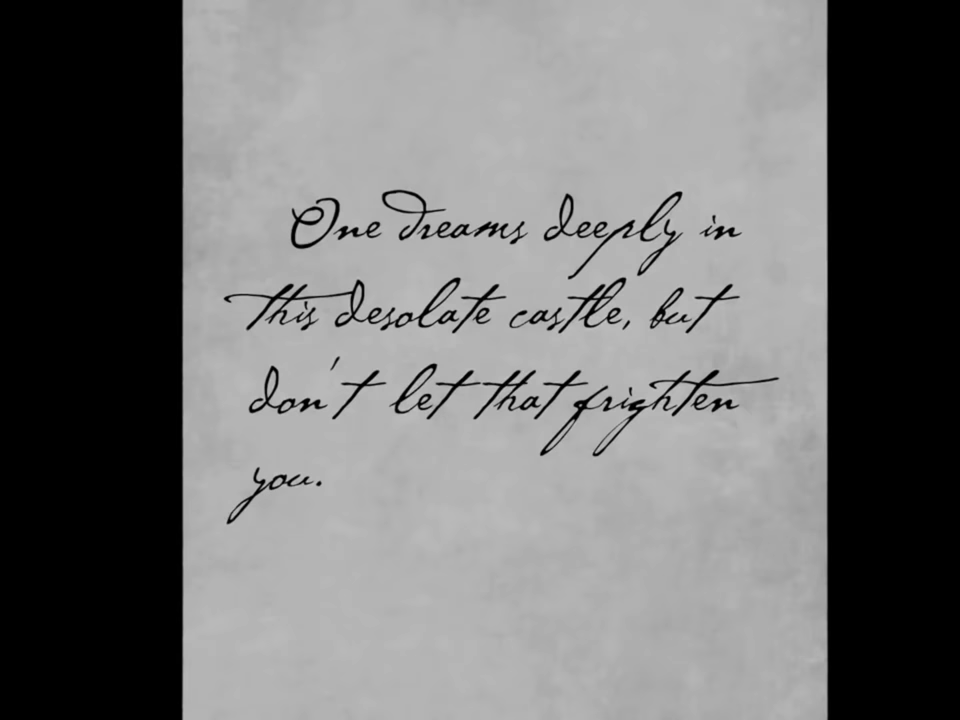 One dreams deeply in
this desolate castle, but
don't let that frighten
you.